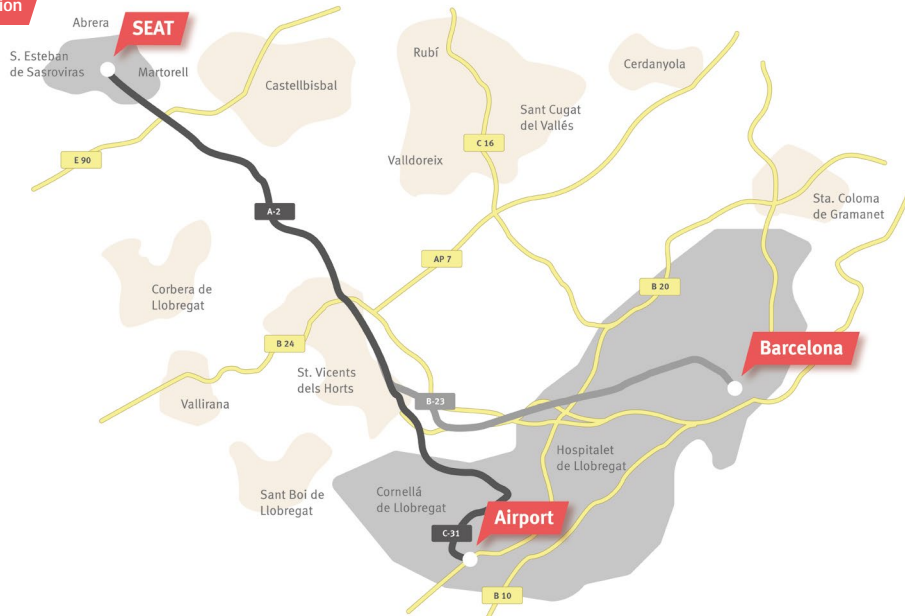 ion
Abrera
SEAT
S. Esteban
de Sasroviras
Martorell
Castellbisbal
Rubí
Cerdanyola
Sant Cugat
del Vallés
C 16
Valldoreix
E 90
Sta. Coloma
de Gramanet
A-2
AP 7
B 20
Corbera de
Llobregat
B 24
Barcelona
St. Vicents
dels Horts
B-23
Vallirana
Hospitalet
de Llobregat
Sant Boi de
Llobregat
Cornellá
de Llobregat
Airport
C-31
B 10